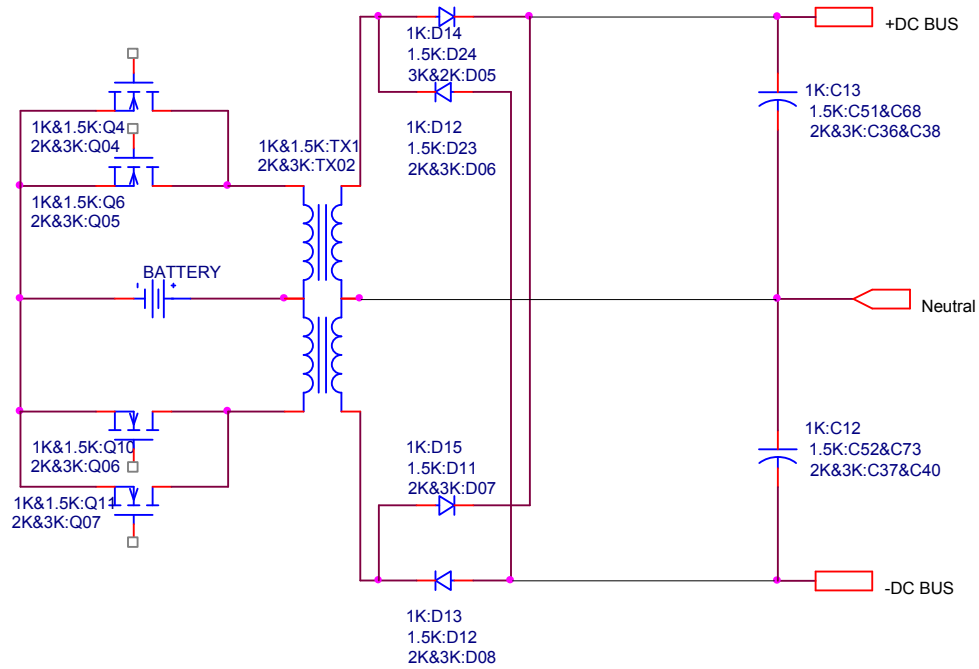 1K:D14
1.5K:D24
3K&2K:D05
+DC BUS
1K&1.5K:Q4
2K&3K:Q04
1K:C13
1.5K:C51&C68
2K&3K:C36&C38
1K:D12
1.5K:D23
2K&3K:D06
1K&1.5K:TX1
2K&3K:TX02
1K&1.5K:Q6
2K&3K:Q05
BATTERY
- +
Neutral
1K&1.5K:Q10
2K&3K:Q06
1K&1.5K:Q11
2K&3K:Q07
1K:D15
1.5K:D11
2K&3K:D07
1K:C12
1.5K:C52&C73
2K&3K:C37&C40
-DC BUS
1K:D13
1.5K:D12
2K&3K:D08